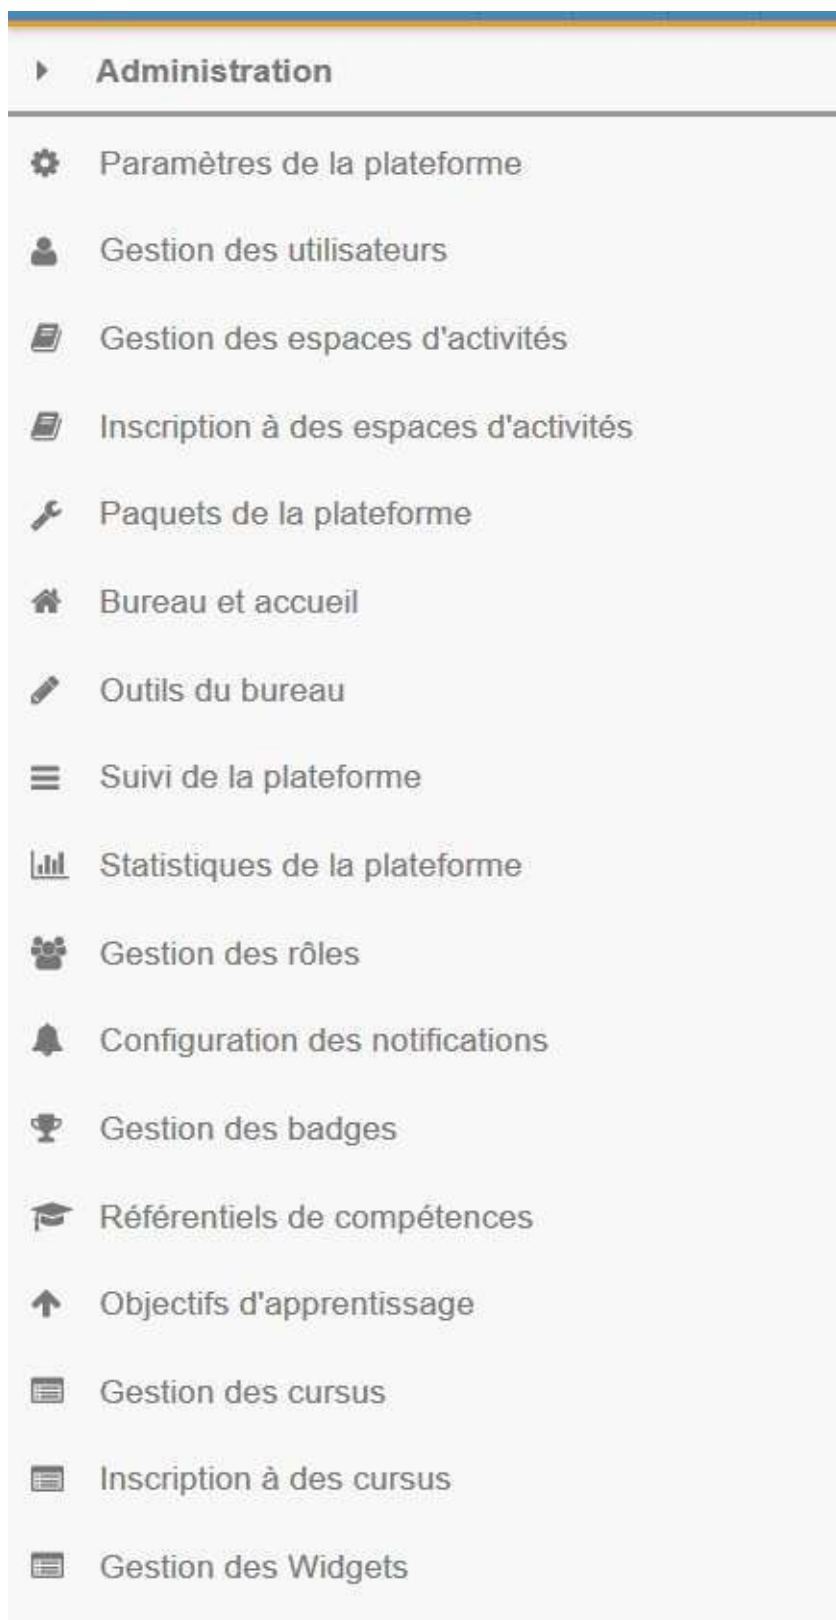 Administration
Paramètres de la plateforme
Gestion des utilisateurs
Gestion des espaces d'activités
Inscription à des espaces d'activités
Paquets de la plateforme
Bureau et accueil
Outils du bureau
Suivi de la plateforme
Statistiques de la plateforme
Gestion des rôles
Configuration des notifications
Gestion des badges
Référentiels de compétences
Objectifs d'apprentissage
Gestion des cursus
Inscription à des cursus
Gestion des Widgets